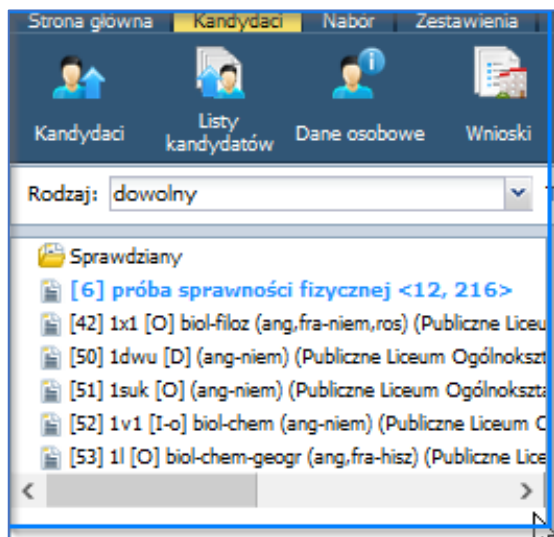 Strona główna Kandydaci Nabór Zestawienia
Kandydaci Listy kandydatów Dane osobowe Wnioski
Rodzaj: dowolny
Sprawdziany
[6] próba sprawności fizycznej <12, 216>
[42] 1x1 [O] biol-filoz (ang,fra-niem,ros) (Publiczne Liceu
[50] 1dwu [D] (ang-niem) (Publiczne Liceum Ogólnokszt
[51] 1suk [O] (ang-niem) (Publiczne Liceum Ogólnokszta
[52] 1v1 [I-o] biol-chem (ang-niem) (Publiczne Liceum O
[53] 1l [O] biol-chem-geogr (ang,fra-hisz) (Publiczne Lice